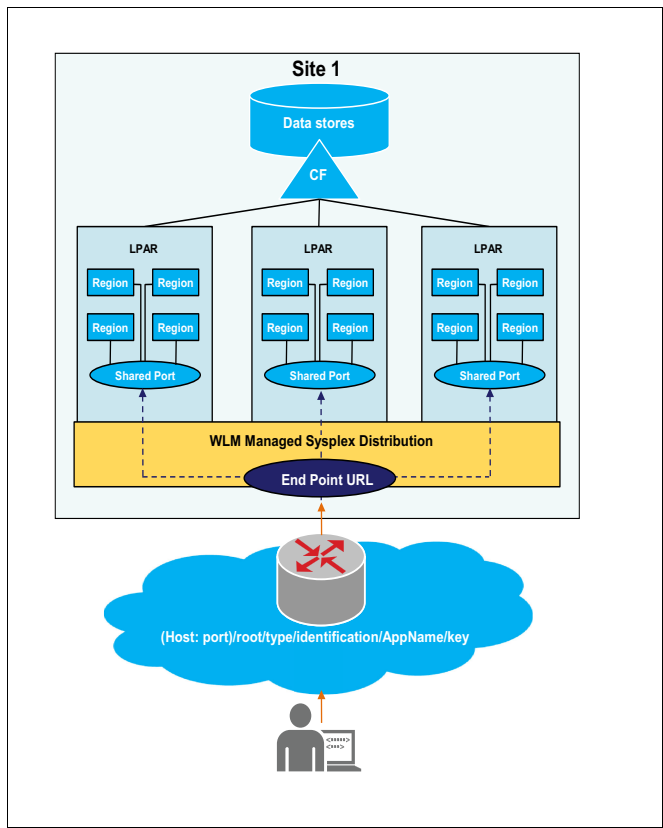 Site 1
Data stores
CF
LPAR
LPAR
LPAR
Region
Region
Region
Region
Region
Region
Region
Region
Region
Region
Region
Region
Shared Port
Shared Port
Shared Port
WLM Managed Sysplex Distribution
End Point URL
(Host: port)/root/type/identification/AppName/key